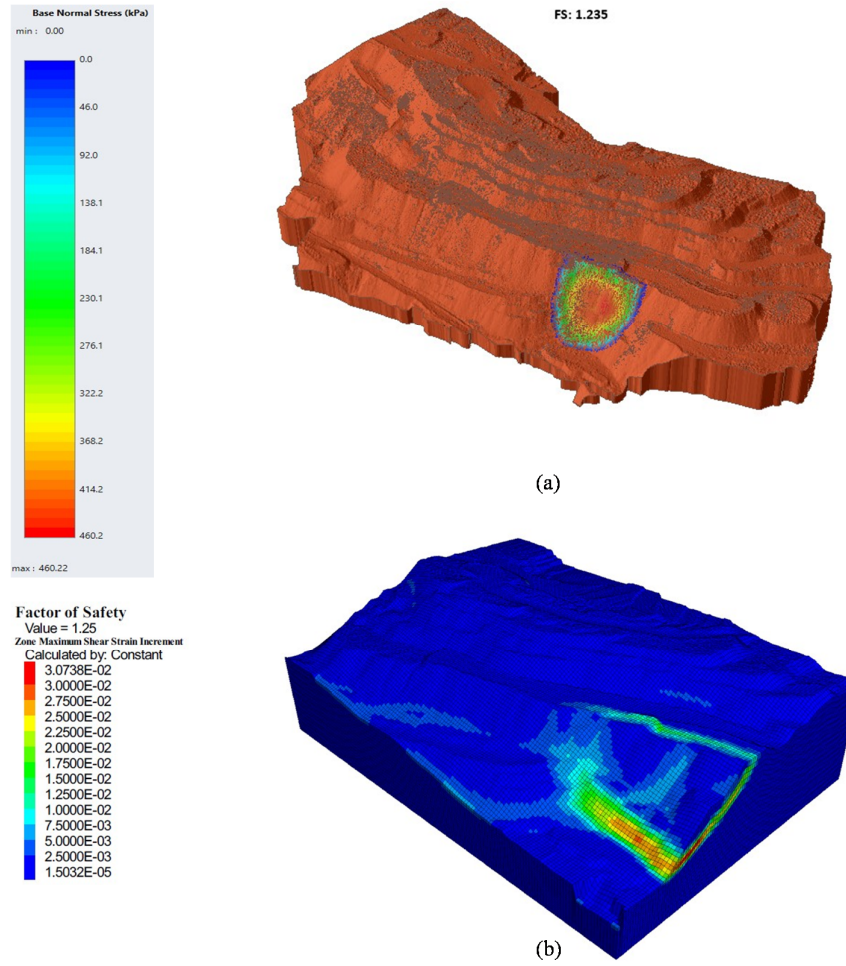 Base Normal Stress (kPa)
min : 0.00
0.0
46.0
92.0
138.1
184.1
230.1
276.1
322.2
368.2
414.2
460.2
max : 460.22
FS: 1.235
(a)
Factor of Safety
Value = 1.25
Zone Maximum Shear Strain Increment
Calculated by: Constant
3.0738E-02
3.0000E-02
2.7500E-02
2.5000E-02
2.2500E-02
2.0000E-02
1.7500E-02
1.5000E-02
1.2500E-02
1.0000E-02
7.5000E-03
5.0000E-03
2.5000E-03
1.5032E-05
(b)